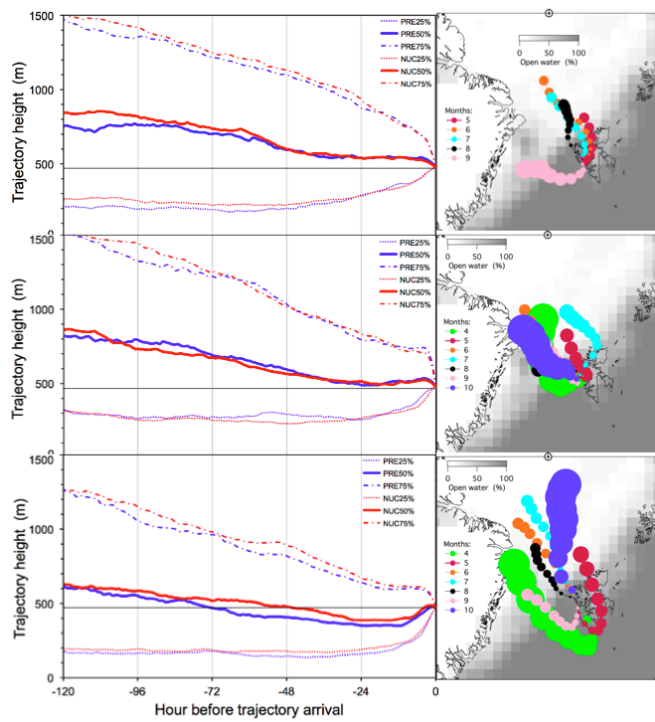 1500
1000
500
0
Trajectory height (m)
PRE25%
PRE50%
PRE75%
NUC25%
NUC50%
NUC75%
0 50 100
Open water (%)
Months:
5
6
7
8
9
1500
1000
500
Trajectory height (m)
PRE25%
PRE50%
PRE75%
NUC25%
NUC50%
NUC75%
0 50 100
Open water (%)
Months:
4
5
6
7
8
9
10
1500
1000
500
0
Trajectory height (m)
PRE25%
PRE50%
PRE75%
NUC25%
NUC50%
NUC75%
0 50 100
Open water (%)
Months:
4
5
6
7
8
9
10
-120 -96 -72 -48 -24 0
Hour before trajectory arrival